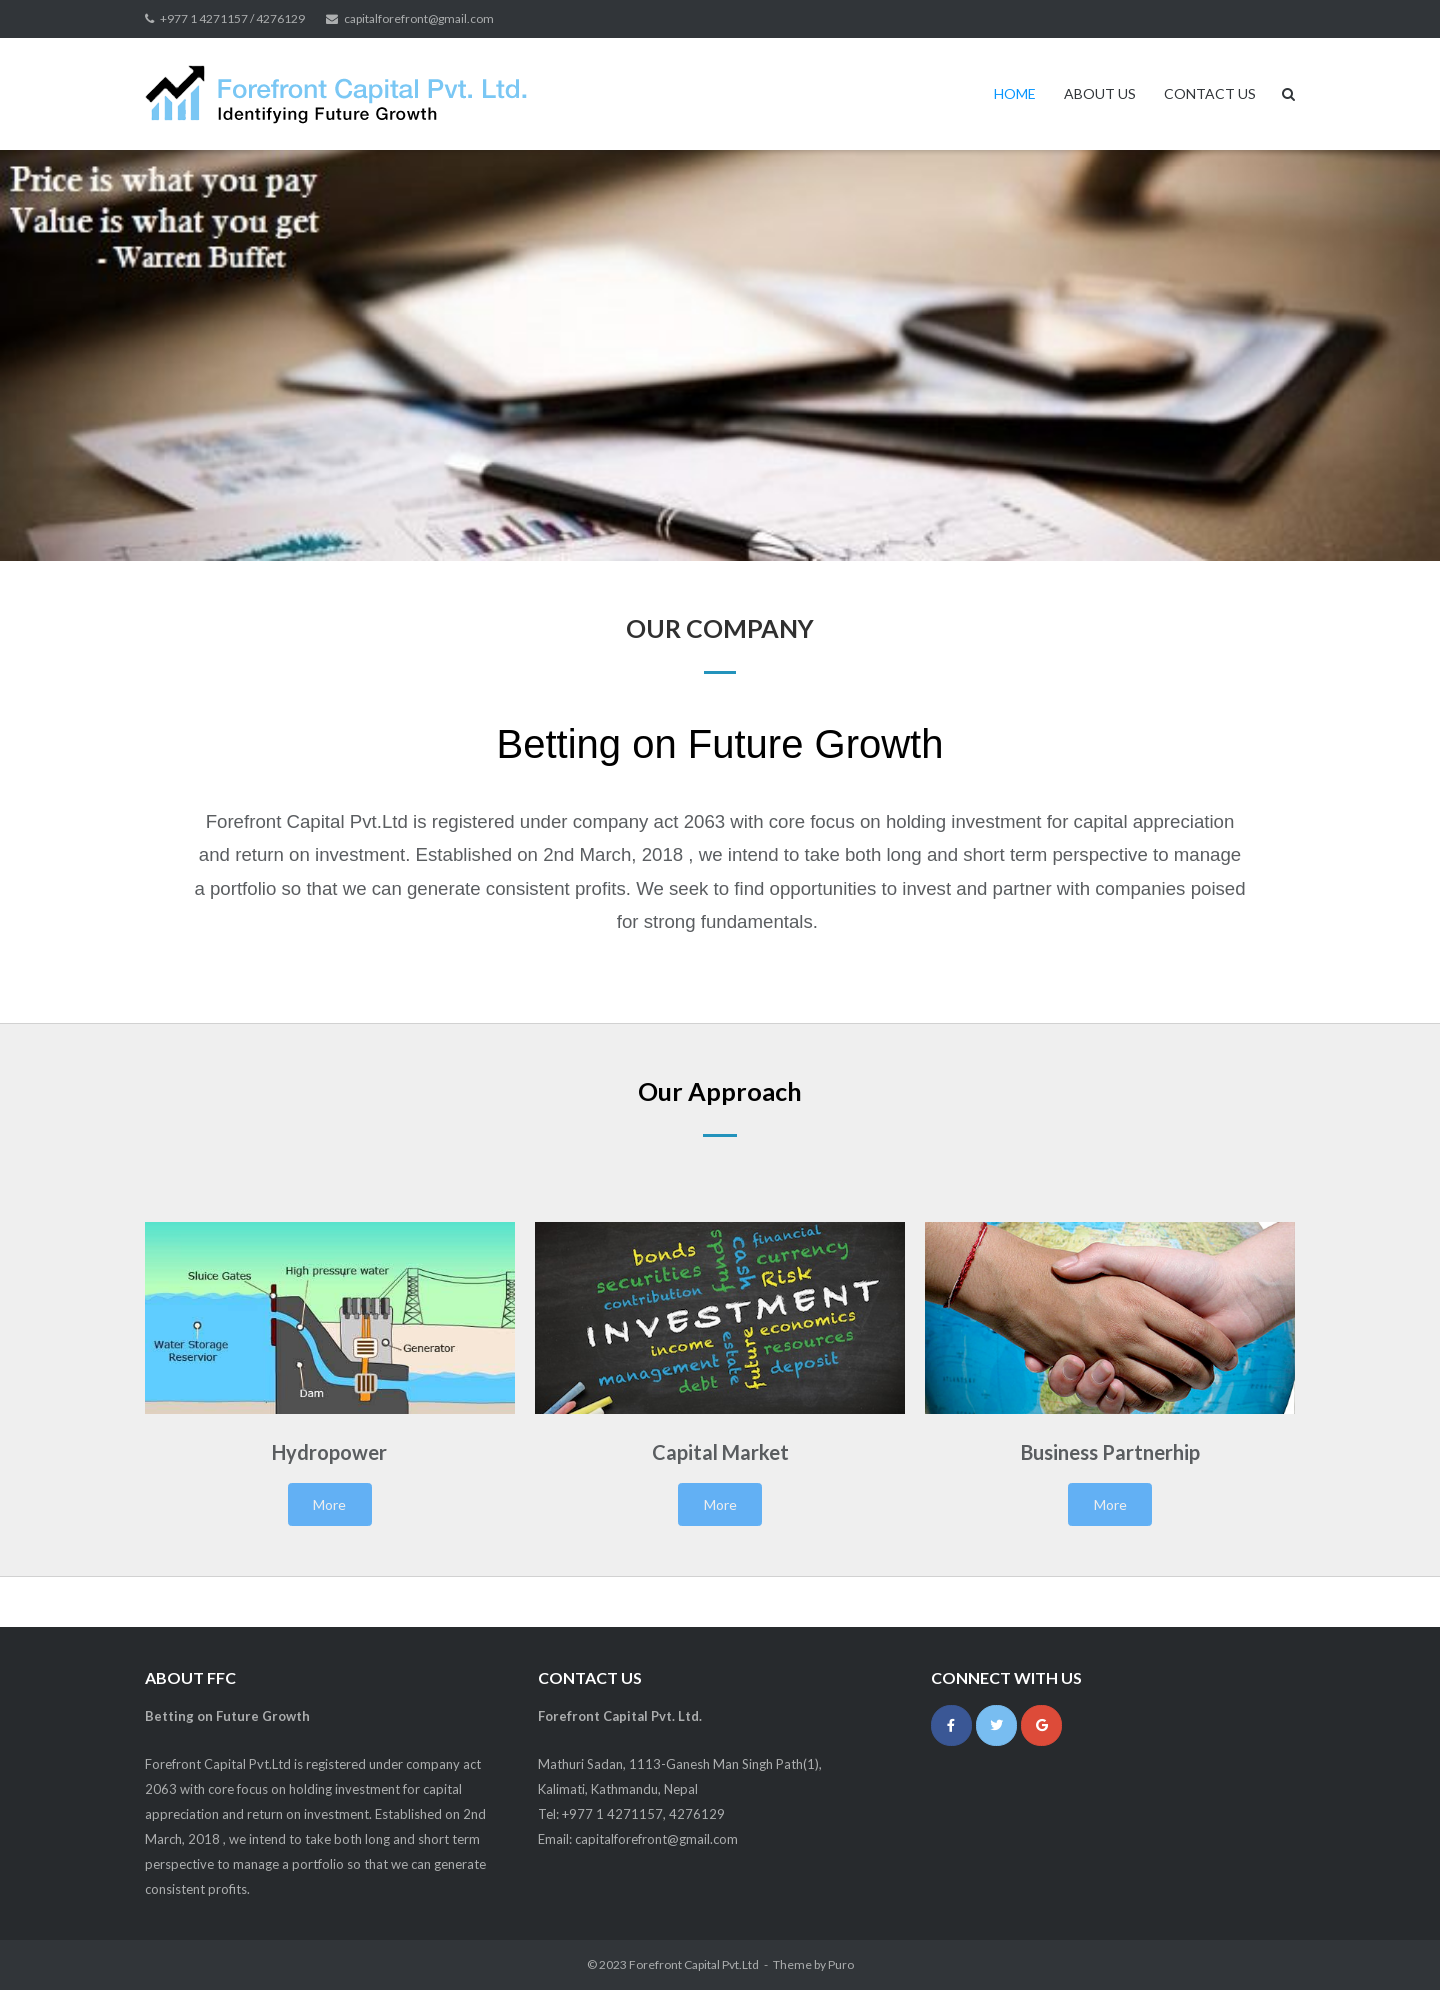 +977 1 4271157 / 4276129 capitalforefront@gmail.com
Forefront Capital Pvt. Ltd.
Identifying Future Growth
HOME ABOUT US CONTACT US
Price is what you pay
Value is what you get
- Warren Buffet
OUR COMPANY
Betting on Future Growth
Forefront Capital Pvt.Ltd is registered under company act 2063 with core focus on holding investment for capital appreciation
and return on investment. Established on 2nd March, 2018 , we intend to take both long and short term perspective to manage
a portfolio so that we can generate consistent profits. We seek to find opportunities to invest and partner with companies poised
for strong fundamentals.
Our Approach
Sluice Gates
High pressure water
Water Storage
Reservior
Generator
Dam
bonds
funds
cash
financial
currency
securities
Risk
contribution
INVESTMENT
economics
income
estate
future
resources
management
deposit
debt
Hydropower
More
Capital Market
More
Business Partnerhip
More
ABOUT FFC
Betting on Future Growth
Forefront Capital Pvt.Ltd is registered under company act
2063 with core focus on holding investment for capital
appreciation and return on investment. Established on 2nd
March, 2018 , we intend to take both long and short term
perspective to manage a portfolio so that we can generate
consistent profits.
CONTACT US
Forefront Capital Pvt. Ltd.
Mathuri Sadan, 1113-Ganesh Man Singh Path(1),
Kalimati, Kathmandu, Nepal
Tel: +977 1 4271157, 4276129
Email: capitalforefront@gmail.com
CONNECT WITH US
© 2023 Forefront Capital Pvt.Ltd - Theme by Puro